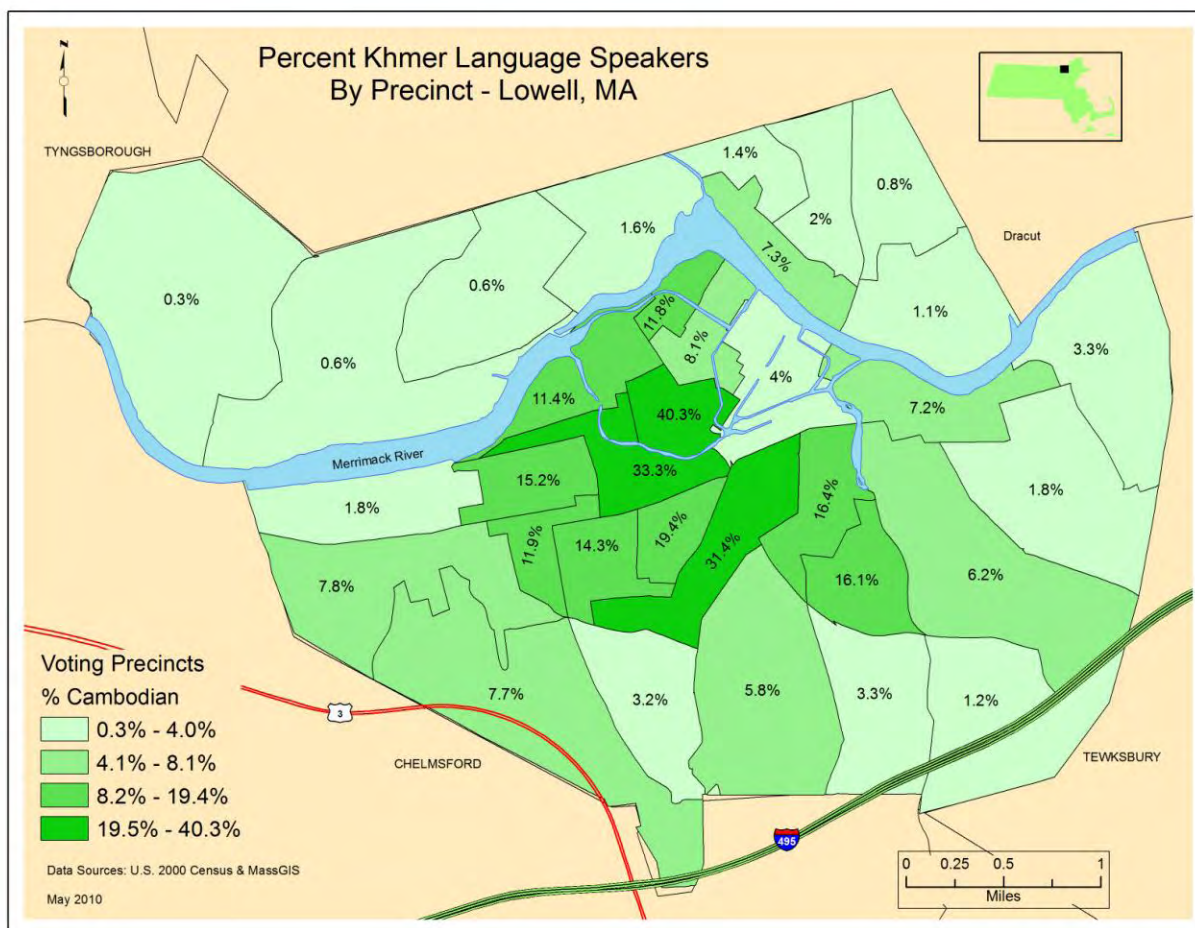 Percent Khmer Language Speakers
By Precinct - Lowell, MA
N
TYNGSBOROUGH
1.4%
0.8%
2%
1.6%
Dracut
7.3%
0.6%
0.3%
11.8%
1.1%
8.1%
3.3%
0.6%
4%
11.4%
40.3%
7.2%
Merrimack River
33.3%
15.2%
1.8%
1.8%
16.4%
19.4%
11.9%
14.3%
31.4%
7.8%
16.1%
6.2%
7.7%
3.2%
5.8%
3.3%
1.2%
Voting Precincts
% Cambodian
0.3% - 4.0%
4.1% - 8.1%
8.2% - 19.4%
19.5% - 40.3%
3
CHELMSFORD
TEWKSBURY
495
Data Sources: U.S. 2000 Census & MassGIS
May 2010
0 0.25 0.5 1
Miles